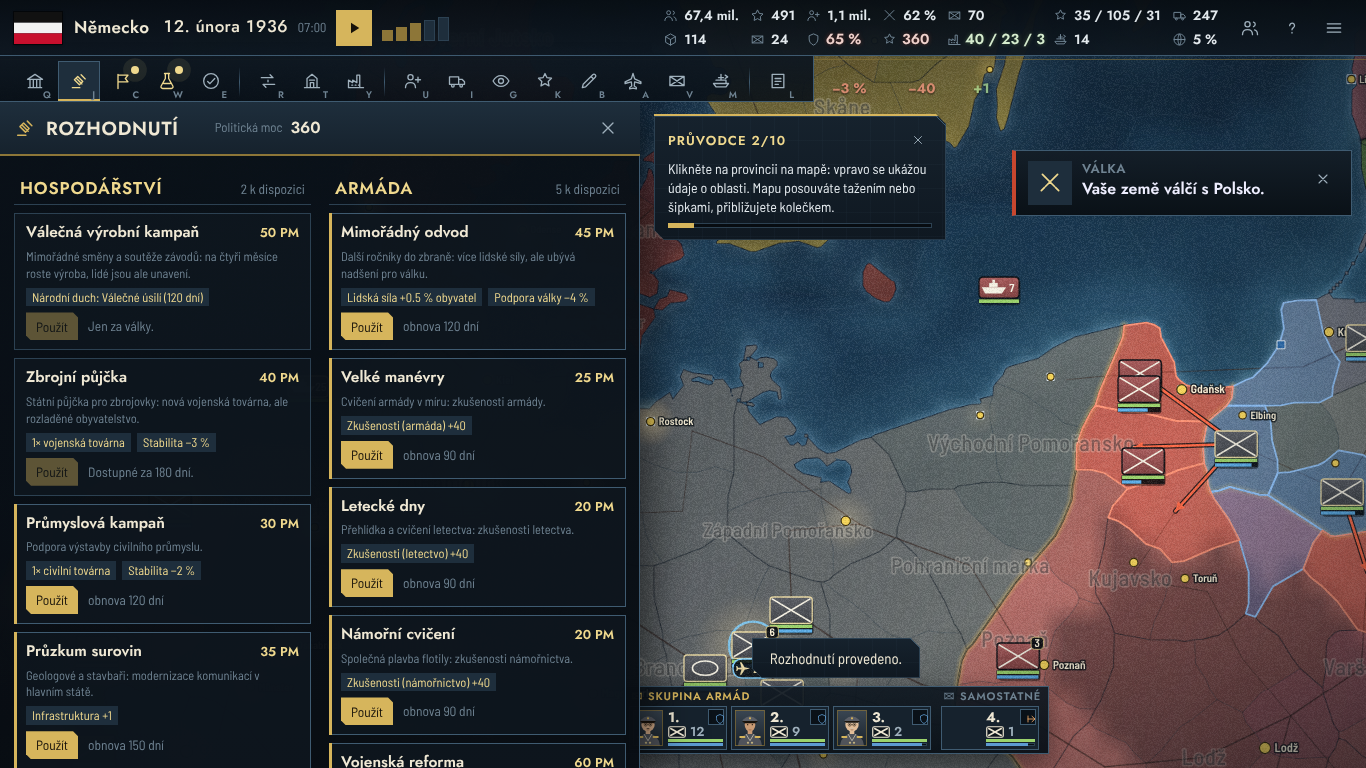 Německo 12. února 1936 07:00
67,4 mil. 491 1,1 mil. 62 % 70 35 / 105 / 31 247
114 24 65 % 360 40 / 23 / 3 14 5 %
Q I C W E R T Y U I G K B A V M L
−3 % −40 +1
ROZHODNUTÍ Politická moc 360
HOSPODÁŘSTVÍ 2 k dispozici
Válečná výrobní kampaň 50 PM
Mimořádné směny a soutěže závodů: na čtyři měsíce
roste výroba, lidé jsou ale unavení.
Národní duch: Válečné úsilí (120 dní)
Použít Jen za války.
Zbrojní půjčka 40 PM
Státní půjčka pro zbrojovky: nová vojenská továrna, ale
rozladěné obyvatelstvo.
1× vojenská továrna Stabilita −3 %
Použít Dostupné za 180 dní.
Průmyslová kampaň 30 PM
Podpora výstavby civilního průmyslu.
1× civilní továrna Stabilita −2 %
Použít obnova 120 dní
Průzkum surovin 35 PM
Geologové a stavbaři: modernizace komunikací v
hlavním státě.
Infrastruktura +1
Použít obnova 150 dní
ARMÁDA 5 k dispozici
Mimořádný odvod 45 PM
Další ročníky do zbraně: více lidské síly, ale ubývá
nadšení pro válku.
Lidská síla +0.5 % obyvatel Podpora války −4 %
Použít obnova 120 dní
Velké manévry 25 PM
Cvičení armády v míru: zkušenosti armády.
Zkušenosti (armáda) +40
Použít obnova 90 dní
Letecké dny 20 PM
Přehlídka a cvičení letectva: zkušenosti letectva.
Zkušenosti (letectvo) +40
Použít obnova 90 dní
Námořní cvičení 20 PM
Společná plavba flotily: zkušenosti námořnictva.
Zkušenosti (námořnictvo) +40
Použít obnova 90 dní
Vojenská reforma 60 PM
PRŮVODCE 2/10
Klikněte na provincii na mapě: vpravo se ukážou
údaje o oblasti. Mapu posouváte tažením nebo
šipkami, přibližujete kolečkem.
VÁLKA
Vaše země válčí s Polskem.
Skåne
7
Gdaňsk
Elbing
Rostock
Východní Pomořansko
Západní Pomořansko
Pohraniční marka
Kujavsko
Toruň
Poznaň
3
Poznaň
6
Rozhodnutí provedeno.
Lodž
Lodž
SKUPINA ARMÁD SAMOSTATNÉ
1. 12
2. 9
3. 2
4. 1